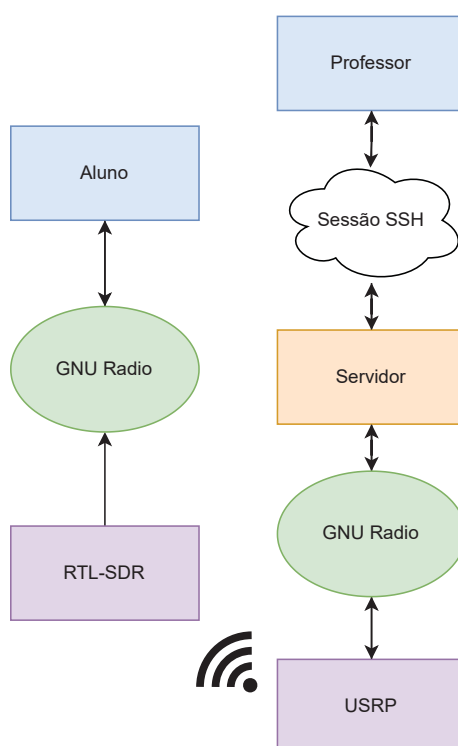 Professor
Aluno
Sessão SSH
GNU Radio
Servidor
GNU Radio
RTL-SDR
USRP